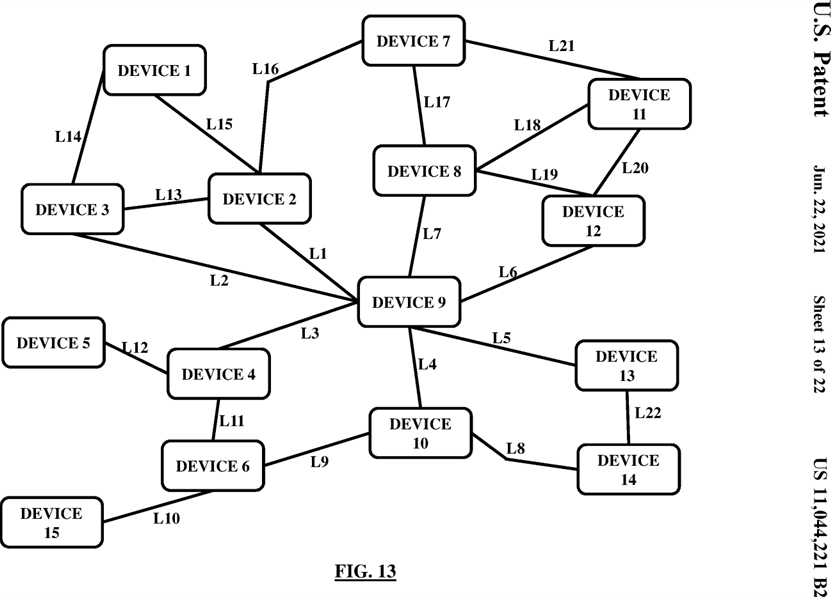 DEVICE 7
L21
DEVICE 1
L16
DEVICE
11
L17
L14
L15
L18
L20
DEVICE 8
L19
L13
DEVICE 3
DEVICE 2
DEVICE
12
L7
L1
L2
L6
DEVICE 9
L3
L5
DEVICE 5
L12
L4
DEVICE
13
DEVICE 4
L11
L22
DEVICE
10
L8
DEVICE 6
L9
DEVICE
14
DEVICE
15
L10
FIG. 13
U.S. Patent
Jun. 22, 2021
Sheet 13 of 22
US 11,044,221 B2